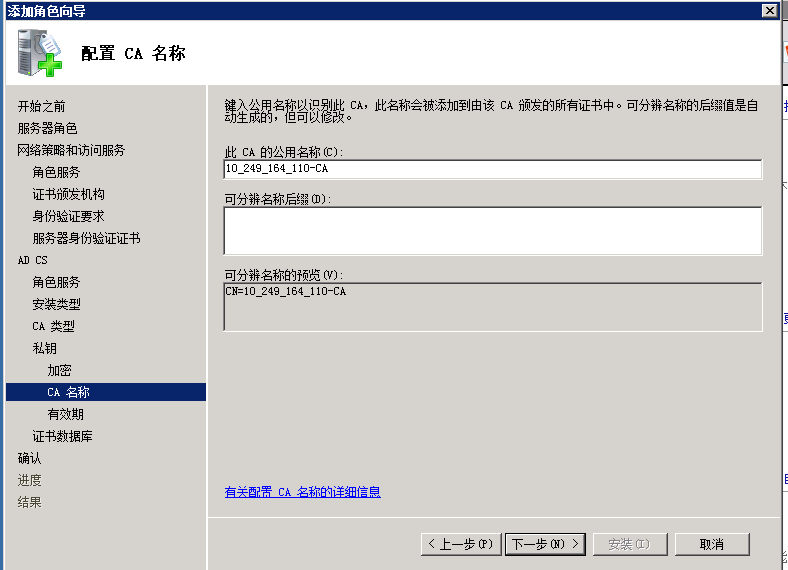 添加角色向导
配置 CA 名称
开始之前
服务器角色
网络策略和访问服务
角色服务
证书颁发机构
身份验证要求
服务器身份验证证书
AD CS
角色服务
安装类型
CA 类型
私钥
加密
CA 名称
有效期
证书数据库
确认
进度
结果
键入公用名称以识别此 CA，此名称会被添加到由该 CA 颁发的所有证书中。可分辨名称的后缀值是自
动生成的，但可以修改。
此 CA 的公用名称(C):
10_249_164_110-CA
可分辨名称后缀(D):
可分辨名称的预览(V):
CN=10_249_164_110-CA
有关配置 CA 名称的详细信息
< 上一步(P)
下一步(N) >
安装(I)
取消